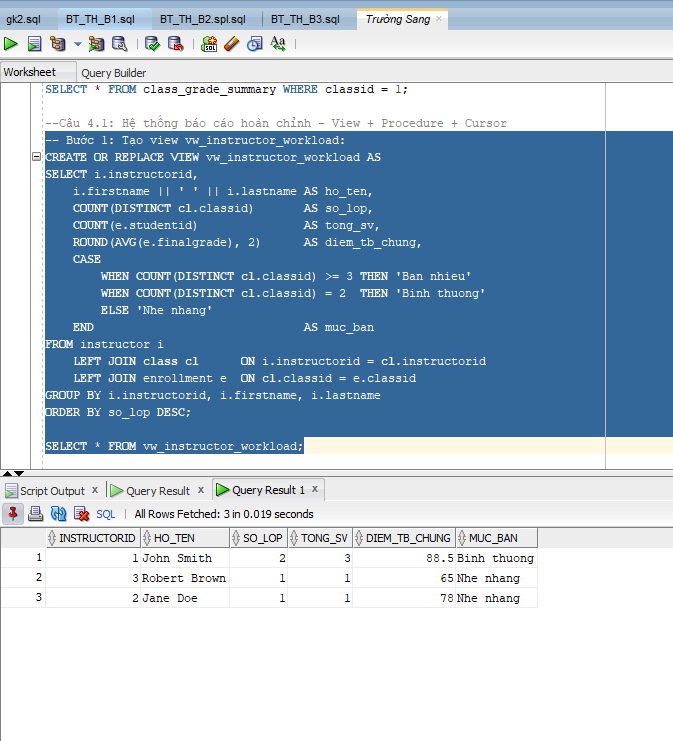 gk2.sql BT_TH_B1.sql BT_TH_B2.spl.sql BT_TH_B3.sql Trường Sang
SQL Aa
Worksheet Query Builder
SELECT * FROM class_grade_summary WHERE classid = 1;
--Câu 4.1: Hệ thống báo cáo hoàn chỉnh - View + Procedure + Cursor
-- Bước 1: Tạo view vw_instructor_workload:
CREATE OR REPLACE VIEW vw_instructor_workload AS
SELECT i.instructorid,
i.firstname || ' ' || i.lastname AS ho_ten,
COUNT(DISTINCT cl.classid) AS so_lop,
COUNT(e.studentid) AS tong_sv,
ROUND(AVG(e.finalgrade), 2) AS diem_tb_chung,
CASE
WHEN COUNT(DISTINCT cl.classid) >= 3 THEN 'Ban nhieu'
WHEN COUNT(DISTINCT cl.classid) = 2 THEN 'Binh thuong'
ELSE 'Nhe nhang'
END AS muc_ban
FROM instructor i
LEFT JOIN class cl ON i.instructorid = cl.instructorid
LEFT JOIN enrollment e ON cl.classid = e.classid
GROUP BY i.instructorid, i.firstname, i.lastname
ORDER BY so_lop DESC;
SELECT * FROM vw_instructor_workload;
Script Output x Query Result x Query Result 1 x
SQL | All Rows Fetched: 3 in 0.019 seconds
INSTRUCTORID HO_TEN SO_LOP TONG_SV DIEM_TB_CHUNG MUC_BAN
1 1 John Smith 2 3 88.5 Binh thuong
2 3 Robert Brown 1 1 65 Nhe nhang
3 2 Jane Doe 1 1 78 Nhe nhang